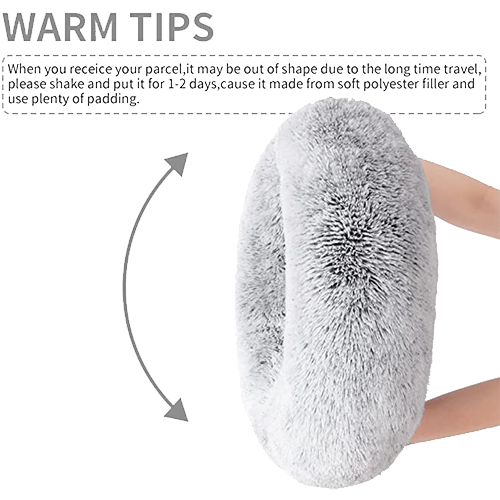 WARM TIPS
When you receice your parcel,it may be out of shape due to the long time travel,
please shake and put it for 1-2 days,cause it made from soft polyester filler and
use plenty of padding.